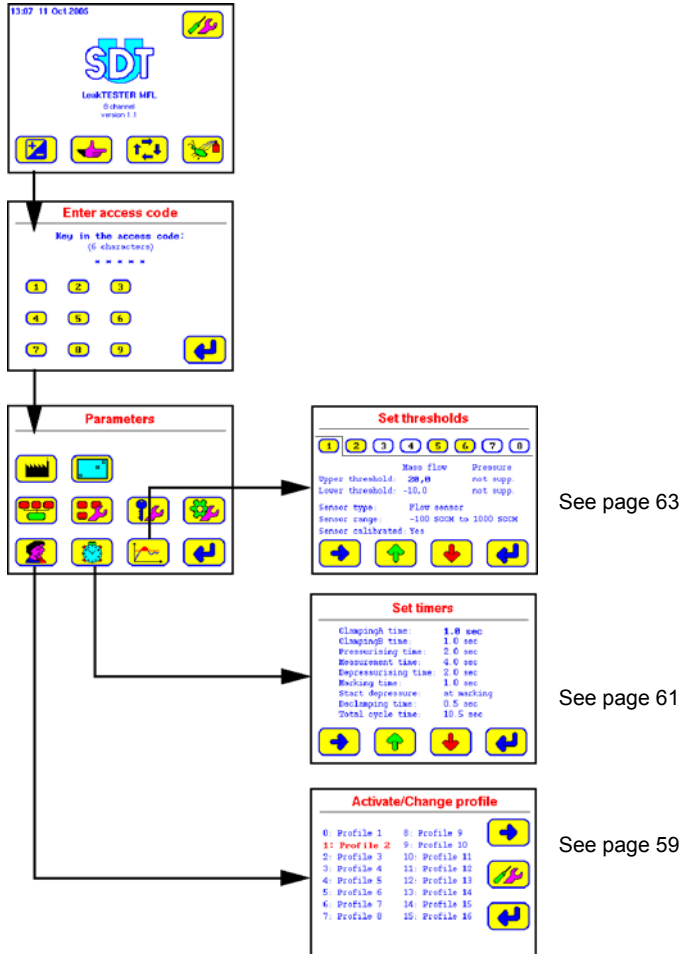 13:07 11 Oct 2005
SDT
LeakTESTER MFL
8 channel
version 1.1
Enter access code
Key in the access code:
(6 characters)
* * * * *
1 2 3
4 5 6
7 8 9
Parameters
Set thresholds
1 2 3 4 5 6 7 8
Mass flow Pressure
Upper threshold: 20,0 not supp.
Lower threshold: -10,0 not supp.
Sensor type: Flow sensor
Sensor range: -100 SCCM to 1000 SCCM
Sensor calibrated: Yes
See page 63
Set timers
ClampingA time: 1.0 sec
ClampingB time: 1.0 sec
Pressurising time: 2.0 sec
Measurement time: 4.0 sec
Depressurising time: 2.0 sec
Marking time: 1.0 sec
Start depressure: at marking
Declamping time: 0.5 sec
Total cycle time: 10.5 sec
See page 61
Activate/Change profile
0: Profile 1 8: Profile 9
1: Profile 2 9: Profile 10
2: Profile 3 10: Profile 11
3: Profile 4 11: Profile 12
4: Profile 5 12: Profile 13
5: Profile 6 13: Profile 14
6: Profile 7 14: Profile 15
7: Profile 8 15: Profile 16
See page 59